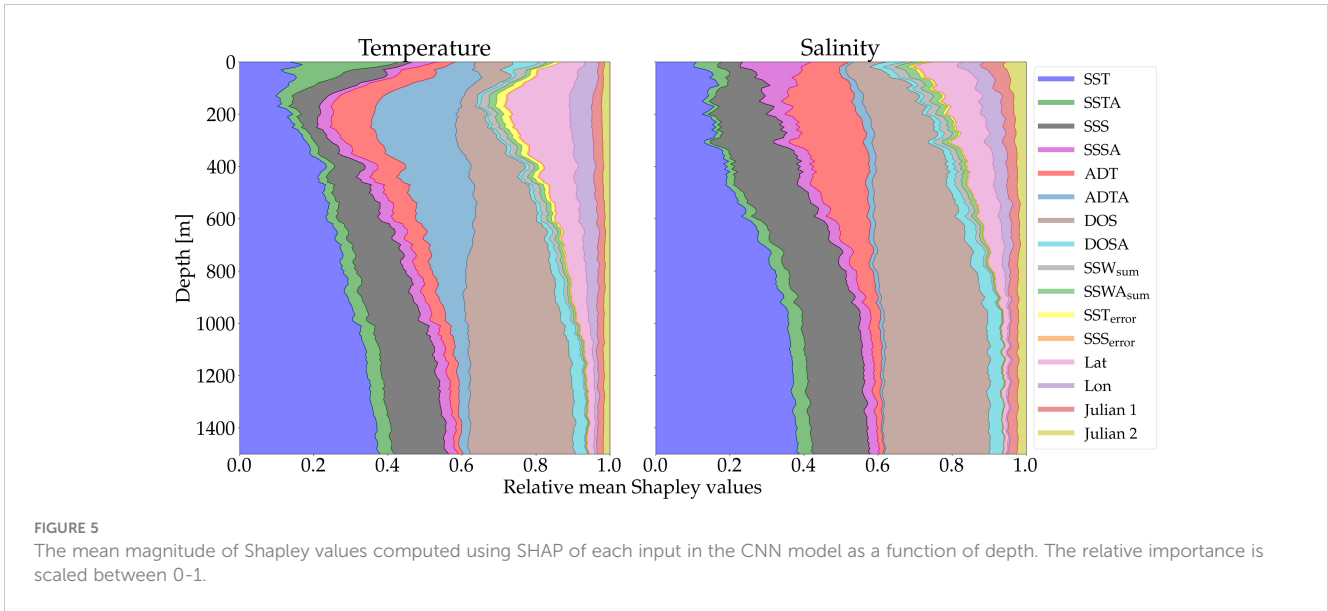 Temperature
Salinity
0
200
400
600
800
1000
1200
1400
Depth [m]
0.0 0.2 0.4 0.6 0.8 1.0
0.0 0.2 0.4 0.6 0.8 1.0
Relative mean Shapley values
SST
SSTA
SSS
SSSA
ADT
ADTA
DOS
DOSA
SSWsum
SSWAsum
SSTerror
SSSerror
Lat
Lon
Julian 1
Julian 2
FIGURE 5
The mean magnitude of Shapley values computed using SHAP of each input in the CNN model as a function of depth. The relative importance is
scaled between 0-1.